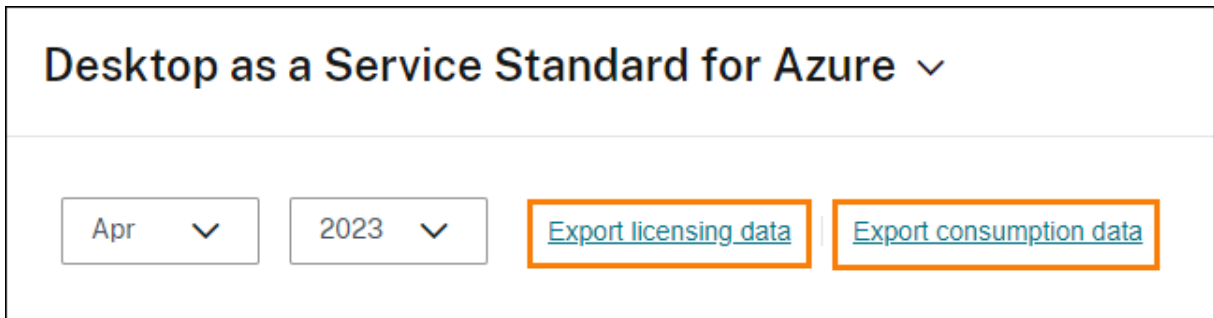 Desktop as a Service Standard for Azure
Apr 2023 Export licensing data Export consumption data